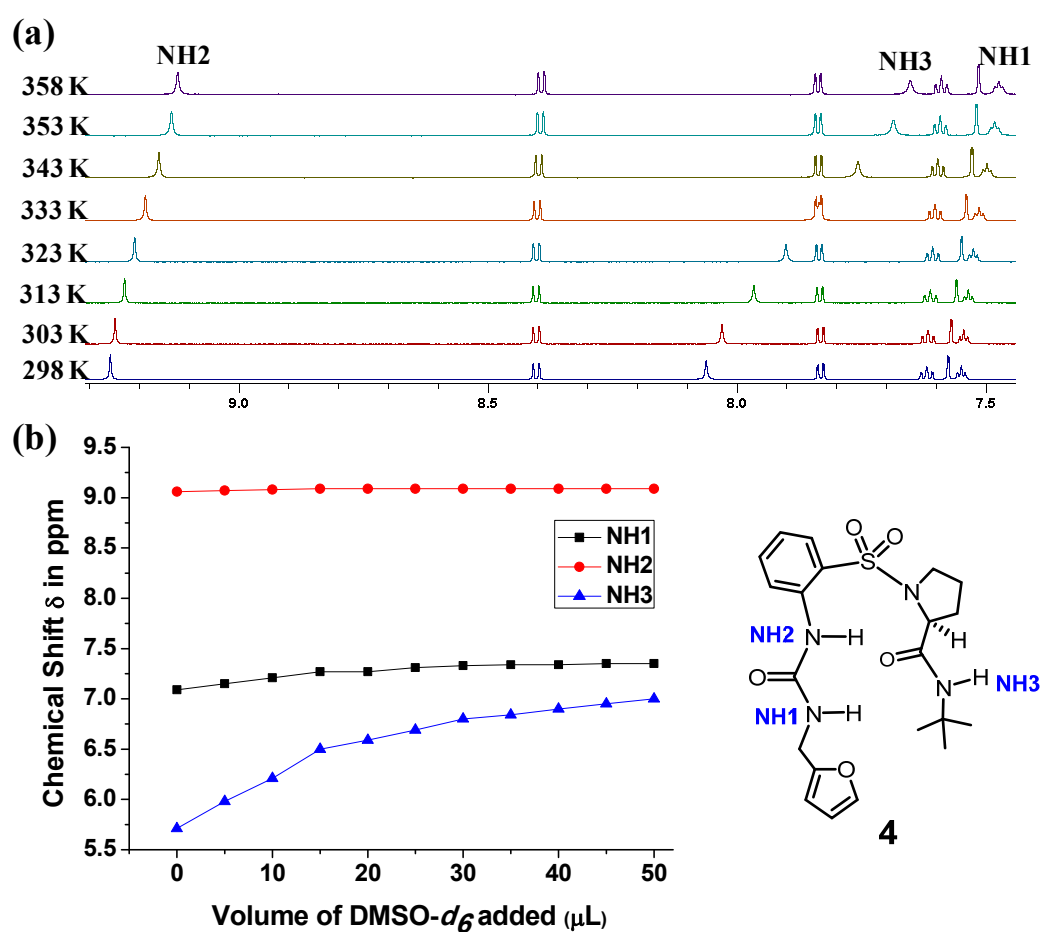 (a)
NH2 NH3 NH1
358 K
353 K
343 K
333 K
323 K
313 K
303 K
298 K
9.0 8.5 8.0 7.5
(b)
9.5
9.0
8.5
8.0
7.5
7.0
6.5
6.0
5.5
Chemical Shift δ in ppm
NH1
NH2
NH3
0 10 20 30 40 50
Volume of DMSO-d6 added (μL)
O O
S
N
NH2 N H
H
O
O N H NH3
NH1 N H
O
4